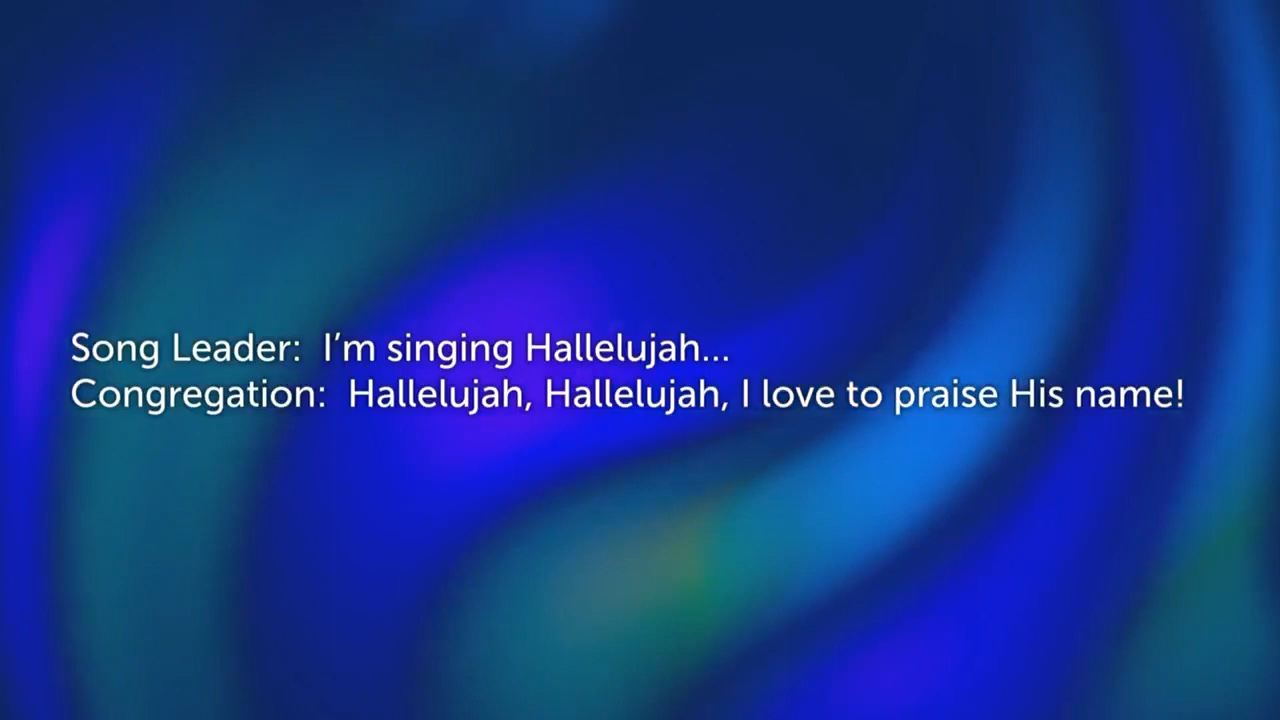 Song Leader:  I’m singing Hallelujah...
Congregation:  Hallelujah, Hallelujah, I love to praise His name!